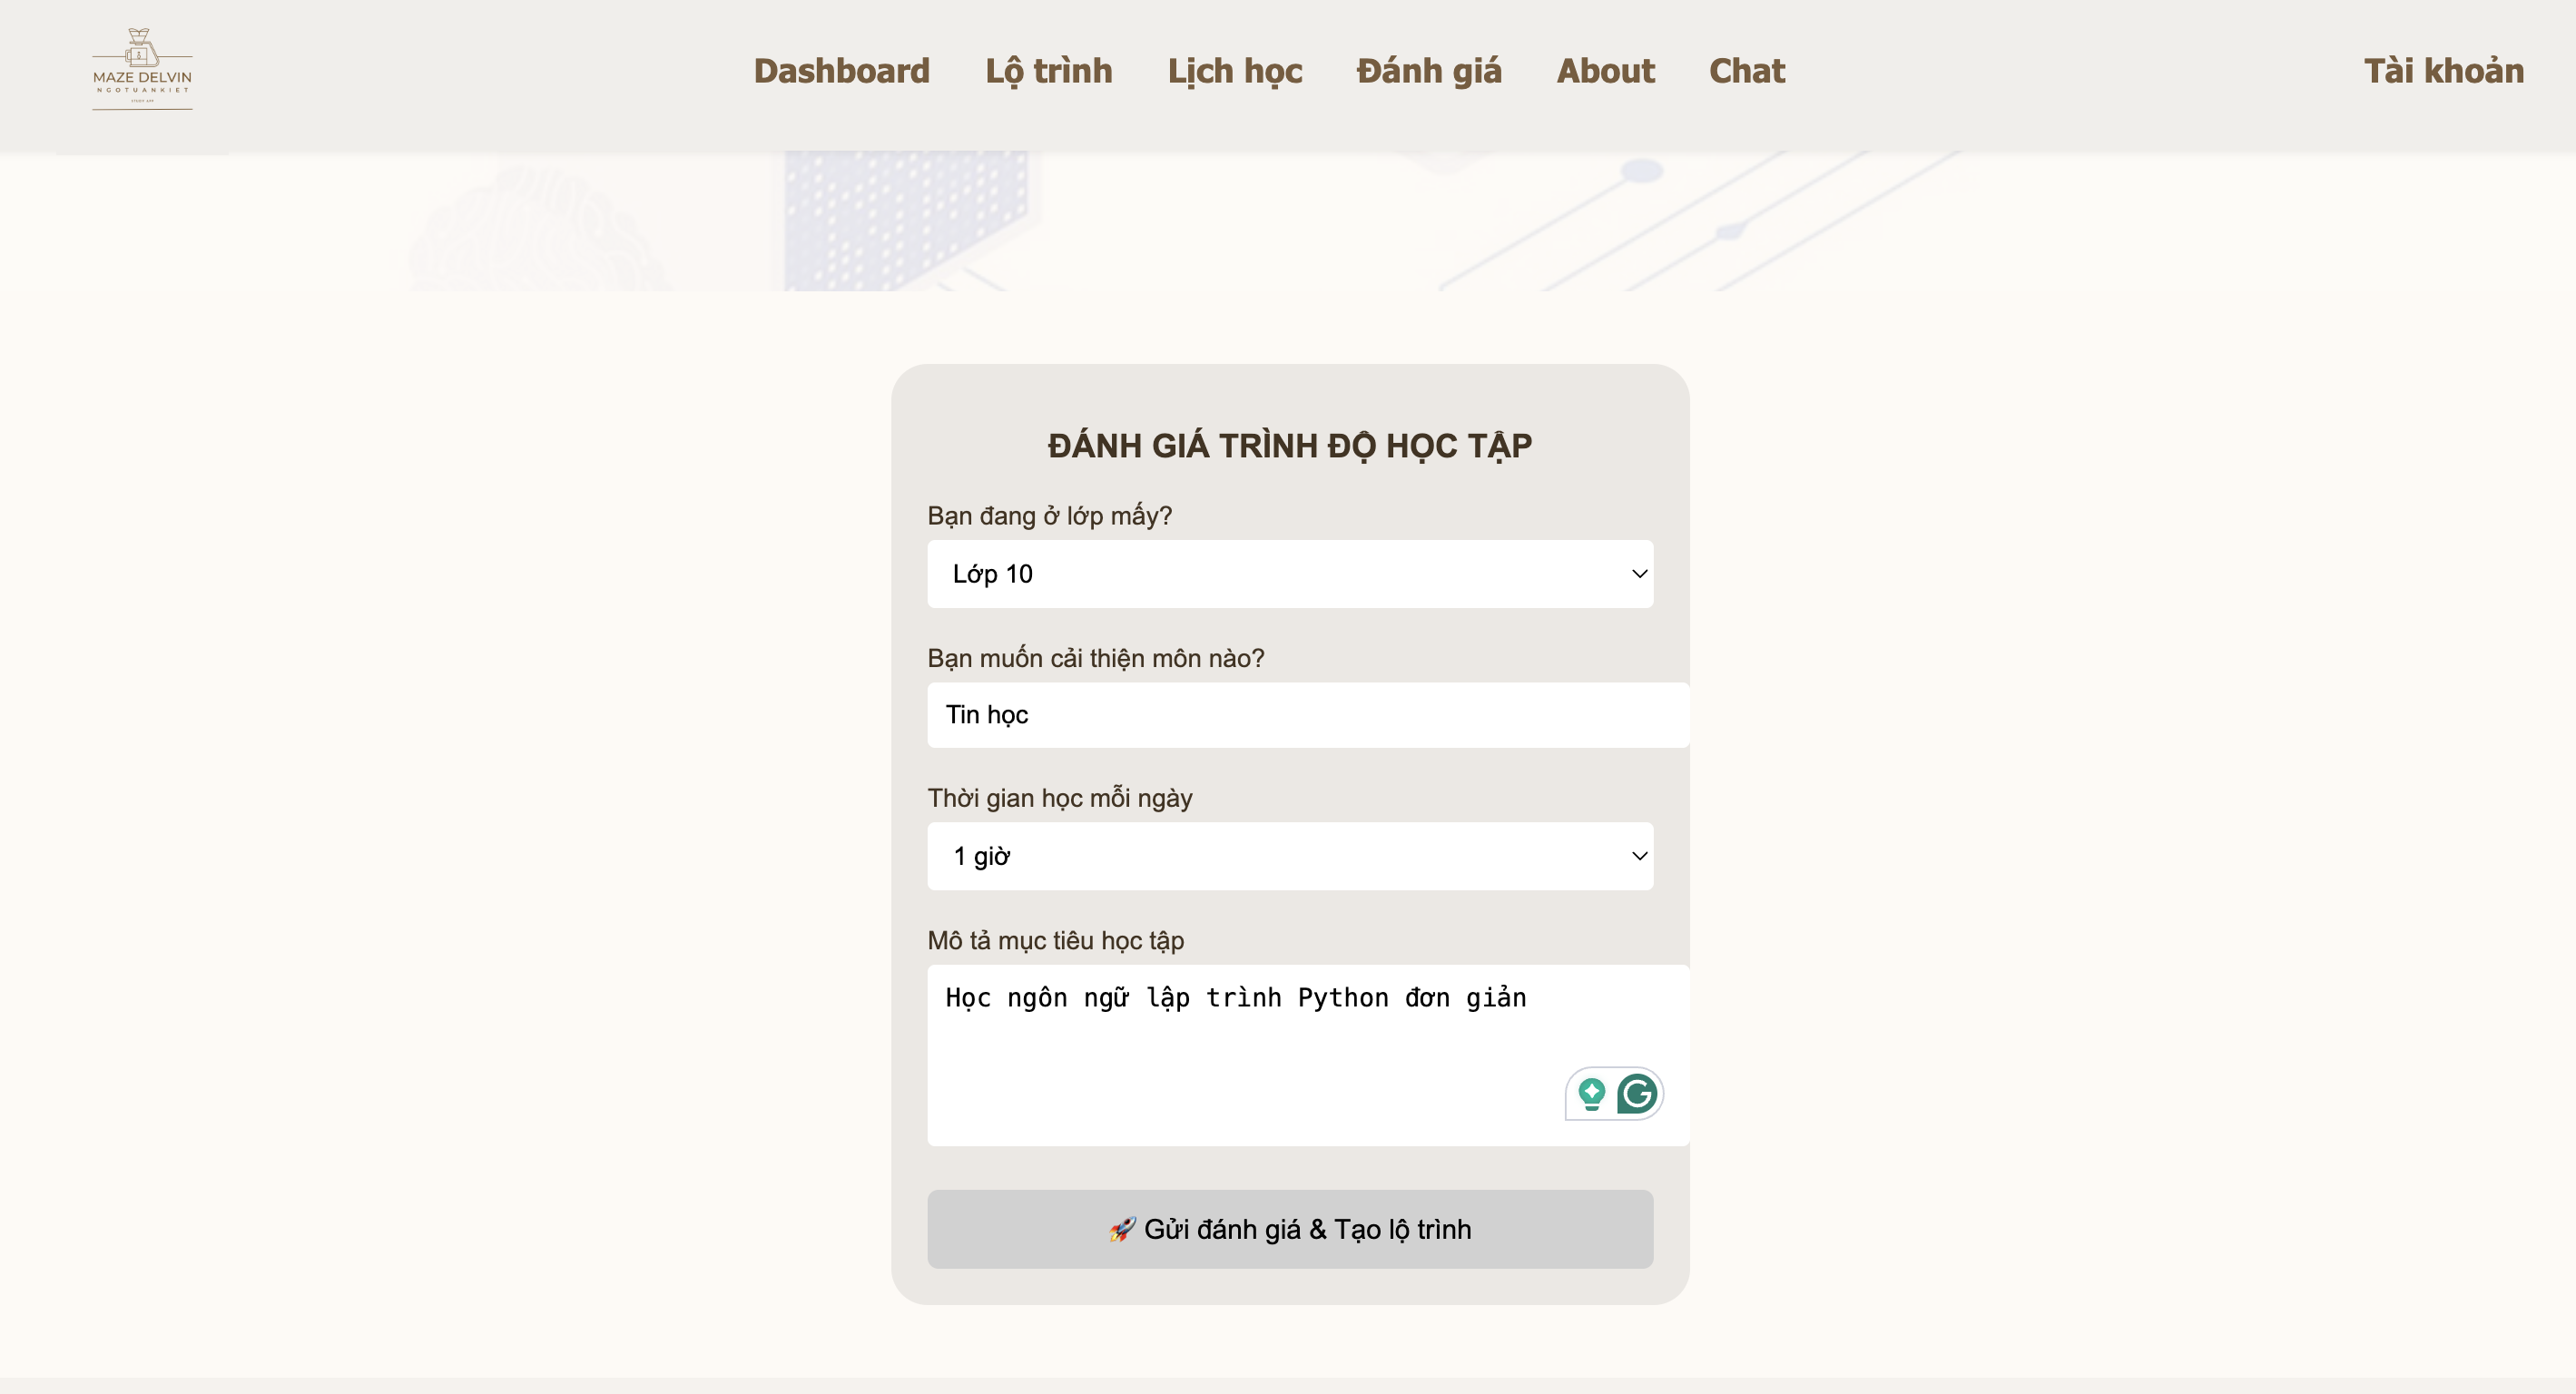 MAZE DELVIN
NGOTUANKIET
STUDY APP
Dashboard Lộ trình Lịch học Đánh giá About Chat Tài khoản
ĐÁNH GIÁ TRÌNH ĐỘ HỌC TẬP
Bạn đang ở lớp mấy?
Lớp 10
Bạn muốn cải thiện môn nào?
Tin học
Thời gian học mỗi ngày
1 giờ
Mô tả mục tiêu học tập
Học ngôn ngữ lập trình Python đơn giản
🚀 Gửi đánh giá & Tạo lộ trình